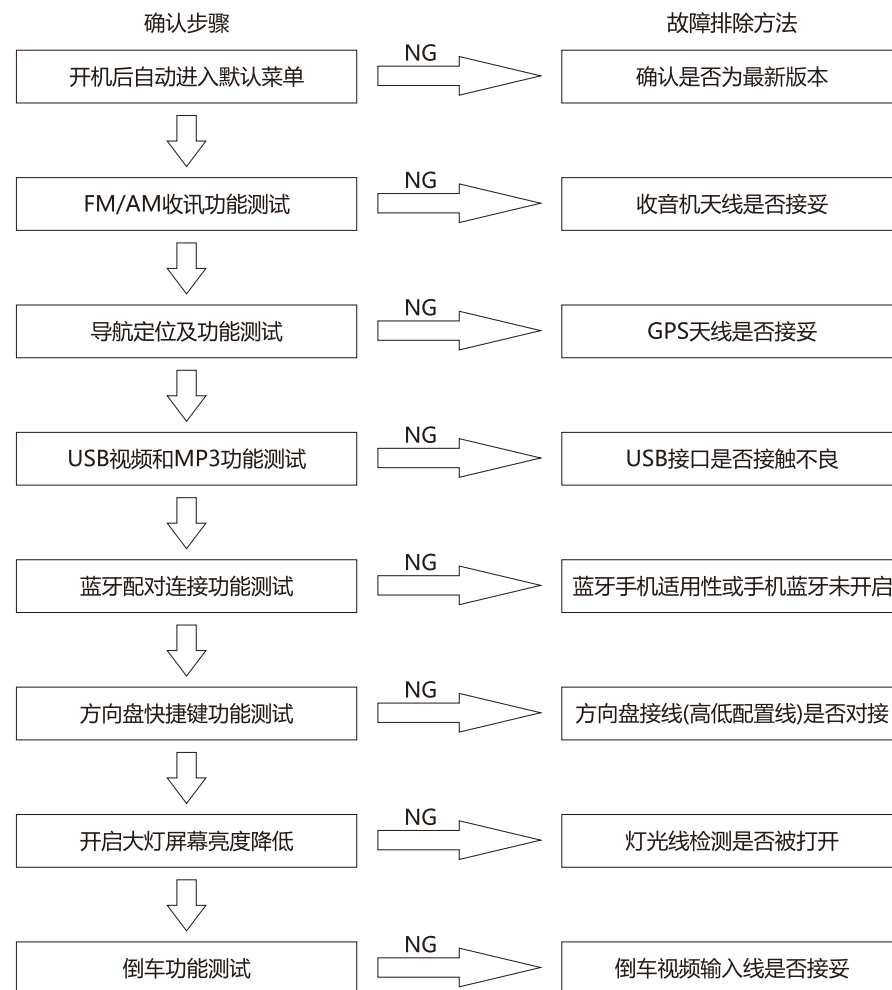 确认步骤
故障排除方法
开机后自动进入默认菜单
NG
确认是否为最新版本
FM/AM收讯功能测试
NG
收音机天线是否接妥
导航定位及功能测试
NG
GPS天线是否接妥
USB视频和MP3功能测试
NG
USB接口是否接触不良
蓝牙配对连接功能测试
NG
蓝牙手机适用性或手机蓝牙未开启
方向盘快捷键功能测试
NG
方向盘接线(高低配置线)是否对接
开启大灯屏幕亮度降低
NG
灯光线检测是否被打开
倒车功能测试
NG
倒车视频输入线是否接妥